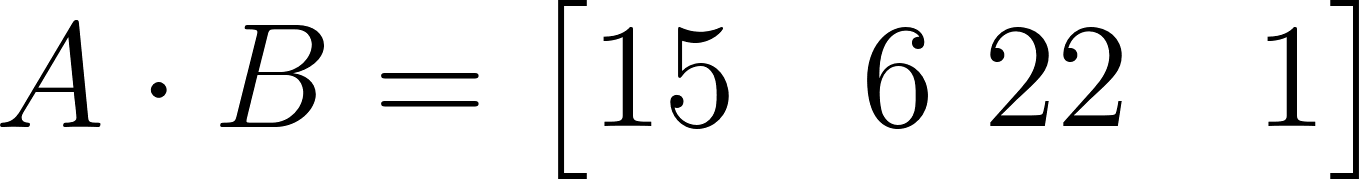 A · B = [15 6 22 1]